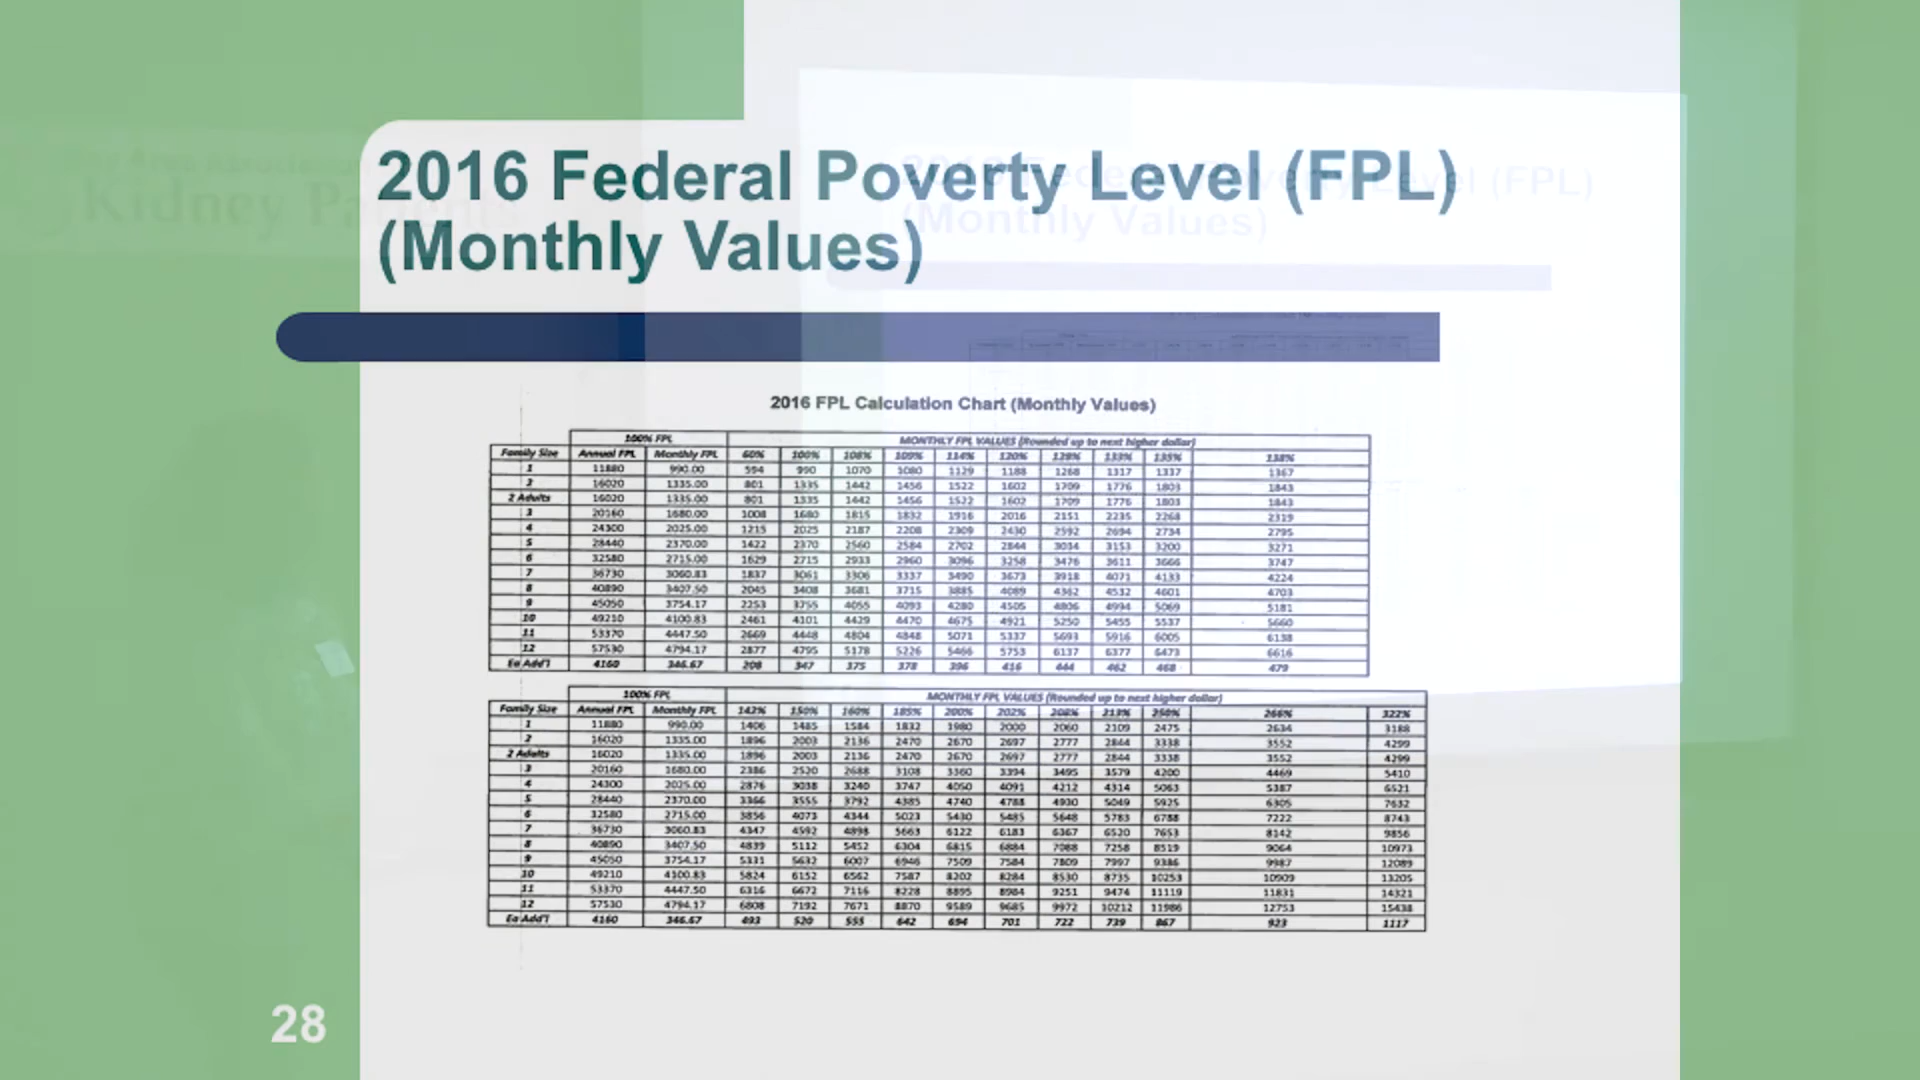 2016 Federal Poverty Level (FPL)
(Monthly Values)
Kidney Patients
2016 Federal Poverty Level (FPL)
(Monthly Values)
2016 FPL Calculation Chart (Monthly Values)
100% FPL MONTHLY FPL VALUES (Rounded up to next higher dollar)
Family Size Annual FPL Monthly FPL 60% 100% 108% 109% 114% 120% 128% 133% 135% 138%
1 11880 990.00 594 990 1070 1080 1129 1188 1268 1317 1337 1367
2 16020 1335.00 801 1335 1442 1456 1522 1602 1709 1776 1803 1843
2 Adults 16020 1335.00 801 1335 1442 1456 1522 1602 1709 1776 1803 1843
3 20160 1680.00 1008 1680 1815 1832 1916 2016 2151 2235 2268 2319
4 24300 2025.00 1215 2025 2187 2208 2309 2430 2592 2694 2734 2795
5 28440 2370.00 1422 2370 2560 2584 2702 2844 3034 3153 3200 3271
6 32580 2715.00 1629 2715 2933 2960 3096 3258 3476 3611 3666 3747
7 36730 3060.83 1837 3061 3306 3337 3490 3673 3918 4071 4133 4224
8 40890 3407.50 2045 3408 3681 3715 3885 4089 4362 4532 4601 4703
9 45050 3754.17 2253 3755 4055 4093 4280 4505 4806 4994 5069 5181
10 49210 4100.83 2461 4101 4429 4470 4675 4921 5250 5455 5537 5660
11 53370 4447.50 2669 4448 4804 4848 5071 5337 5693 5916 6005 6138
12 57530 4794.17 2877 4795 5178 5226 5466 5753 6137 6377 6473 6616
Ea Add'l 4160 346.67 208 347 375 378 396 416 444 462 468 479
100% FPL MONTHLY FPL VALUES (Rounded up to next higher dollar)
Family Size Annual FPL Monthly FPL 142% 150% 160% 185% 200% 202% 208% 213% 250% 266% 322%
1 11880 990.00 1406 1485 1584 1832 1980 2000 2060 2109 2475 2634 3188
2 16020 1335.00 1896 2003 2136 2470 2670 2697 2777 2844 3338 3552 4299
2 Adults 16020 1335.00 1896 2003 2136 2470 2670 2697 2777 2844 3338 3552 4299
3 20160 1680.00 2386 2520 2688 3108 3360 3394 3495 3579 4200 4469 5410
4 24300 2025.00 2876 3038 3240 3747 4050 4091 4212 4314 5063 5387 6521
5 28440 2370.00 3366 3555 3792 4385 4740 4788 4930 5049 5925 6305 7632
6 32580 2715.00 3856 4073 4344 5023 5430 5485 5648 5783 6788 7222 8743
7 36730 3060.83 4347 4592 4898 5663 6122 6183 6367 6520 7653 8142 9856
8 40890 3407.50 4839 5112 5452 6304 6815 6884 7088 7258 8519 9064 10973
9 45050 3754.17 5331 5632 6007 6946 7509 7584 7809 7997 9386 9987 12089
10 49210 4100.83 5824 6152 6562 7587 8202 8284 8530 8735 10253 10909 13205
11 53370 4447.50 6316 6672 7116 8228 8895 8984 9251 9474 11119 11831 14321
12 57530 4794.17 6808 7192 7671 8870 9589 9685 9972 10212 11986 12753 15438
Ea Add'l 4160 346.67 493 520 555 642 694 701 722 739 867 923 1117
28